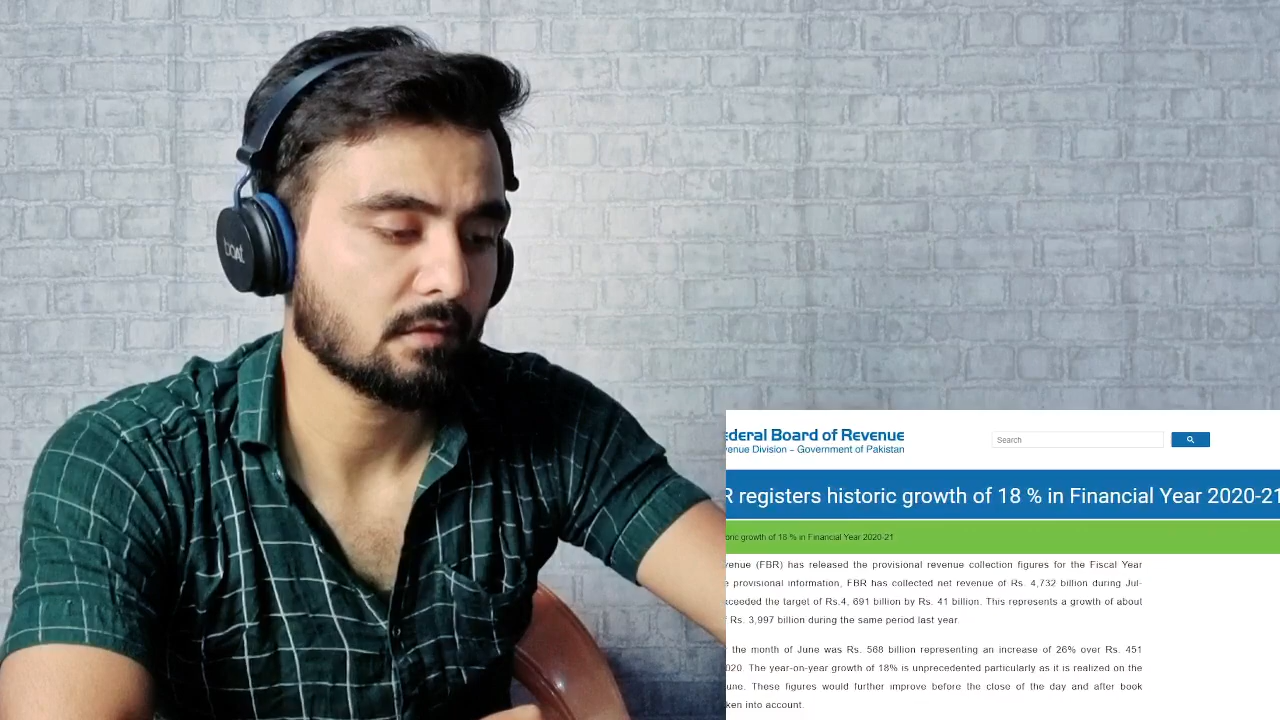 boAt
ederal Board of Revenue
venue Division – Government of Pakistan
Search
R registers historic growth of 18 % in Financial Year 2020-21
oric growth of 18 % in Financial Year 2020-21
venue (FBR) has released the provisional revenue collection figures for the Fiscal Year
e provisional information, FBR has collected net revenue of Rs. 4,732 billion during Jul-
xceeded the target of Rs.4, 691 billion by Rs. 41 billion. This represents a growth of about
f Rs. 3,997 billion during the same period last year.
the month of June was Rs. 568 billion representing an increase of 26% over Rs. 451
020. The year-on-year growth of 18% is unprecedented particularly as it is realized on the
une. These figures would further improve before the close of the day and after book
ken into account.